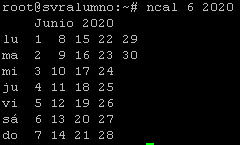 root@svralumno:~# ncal 6 2020
    Junio 2020
lu  1  8 15 22 29
ma  2  9 16 23 30
mi  3 10 17 24
ju  4 11 18 25
vi  5 12 19 26
sá  6 13 20 27
do  7 14 21 28